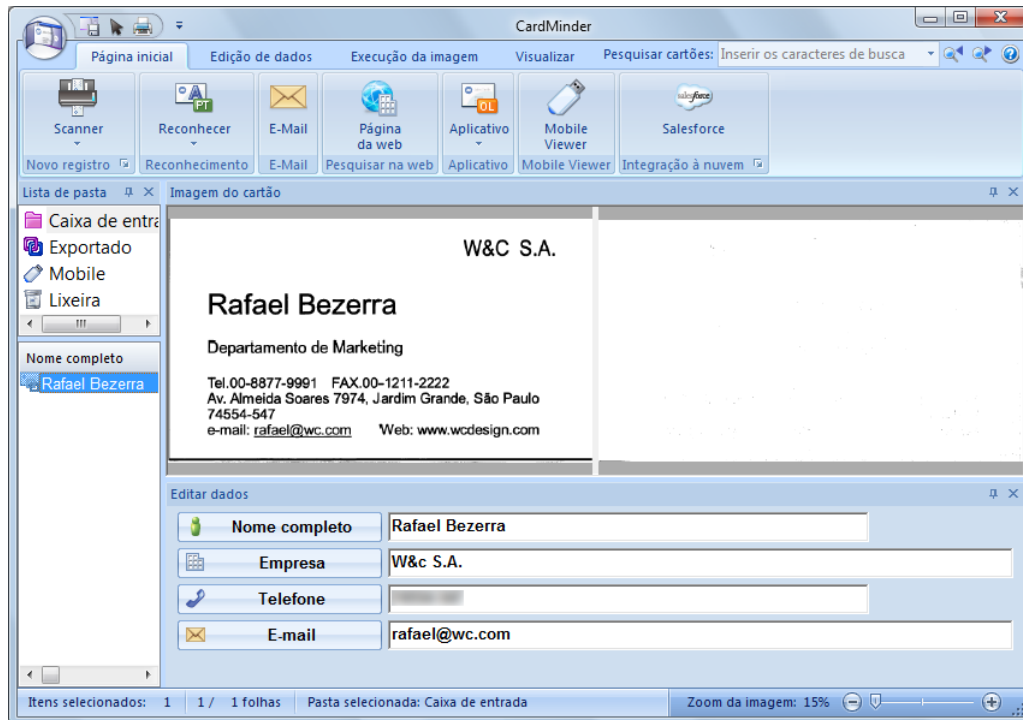 CardMinder
Página inicial Edição de dados Execução da imagem Visualizar Pesquisar cartões: Inserir os caracteres de busca
PT OL salesforce
Scanner Reconhecer E-Mail Página da web Aplicativo Mobile Viewer Salesforce
Novo registro Reconhecimento E-Mail Pesquisar na web Aplicativo Mobile Viewer Integração à nuvem
Lista de pasta Imagem do cartão
Caixa de entra
Exportado
Mobile
Lixeira
Nome completo
Rafael Bezerra
W&C S.A.
Rafael Bezerra
Departamento de Marketing
Tel.00-8877-9991 FAX.00-1211-2222
Av. Almeida Soares 7974, Jardim Grande, São Paulo
74554-547
e-mail: rafael@wc.com Web: www.wcdesign.com
Editar dados
Nome completo Rafael Bezerra
Empresa W&c S.A.
Telefone
E-mail rafael@wc.com
Itens selecionados: 1 1 / 1 folhas Pasta selecionada: Caixa de entrada Zoom da imagem: 15%